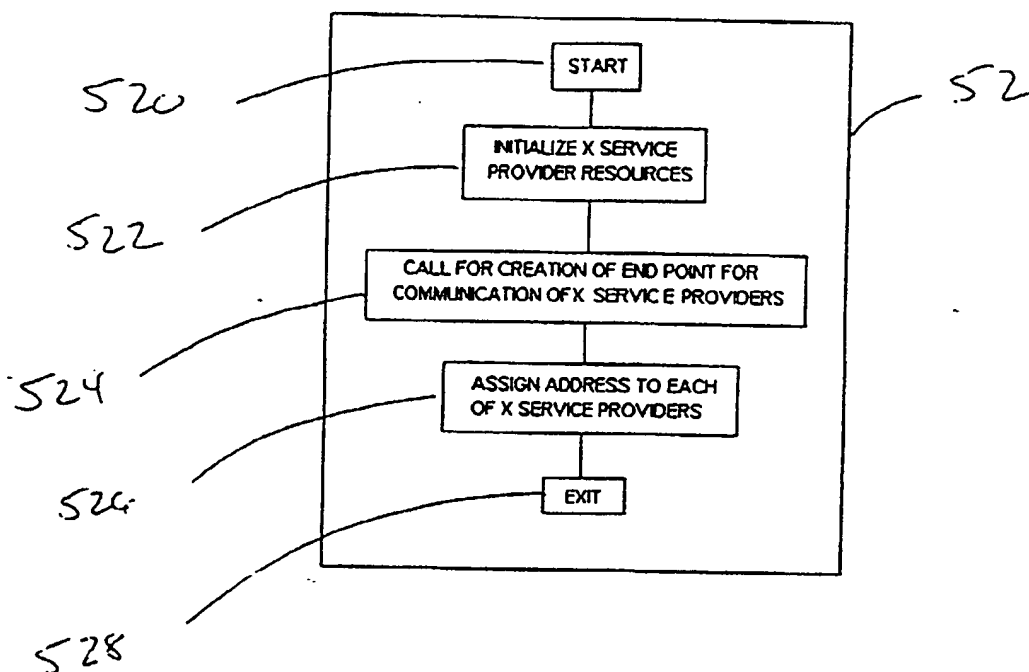 START
520
52
INITIALIZE X SERVICE
PROVIDER RESOURCES
522
CALL FOR CREATION OF END POINT FOR
COMMUNICATION OF X SERVICE PROVIDERS
524
ASSIGN ADDRESS TO EACH
OF X SERVICE PROVIDERS
526
EXIT
528